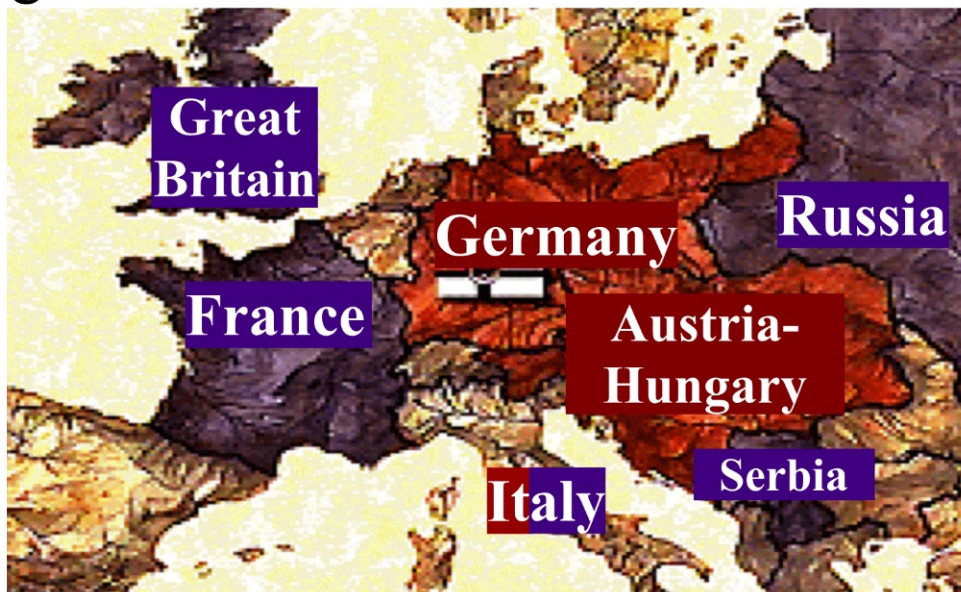 Great
Britain
Germany
Russia
France
Austria-
Hungary
Serbia
Italy